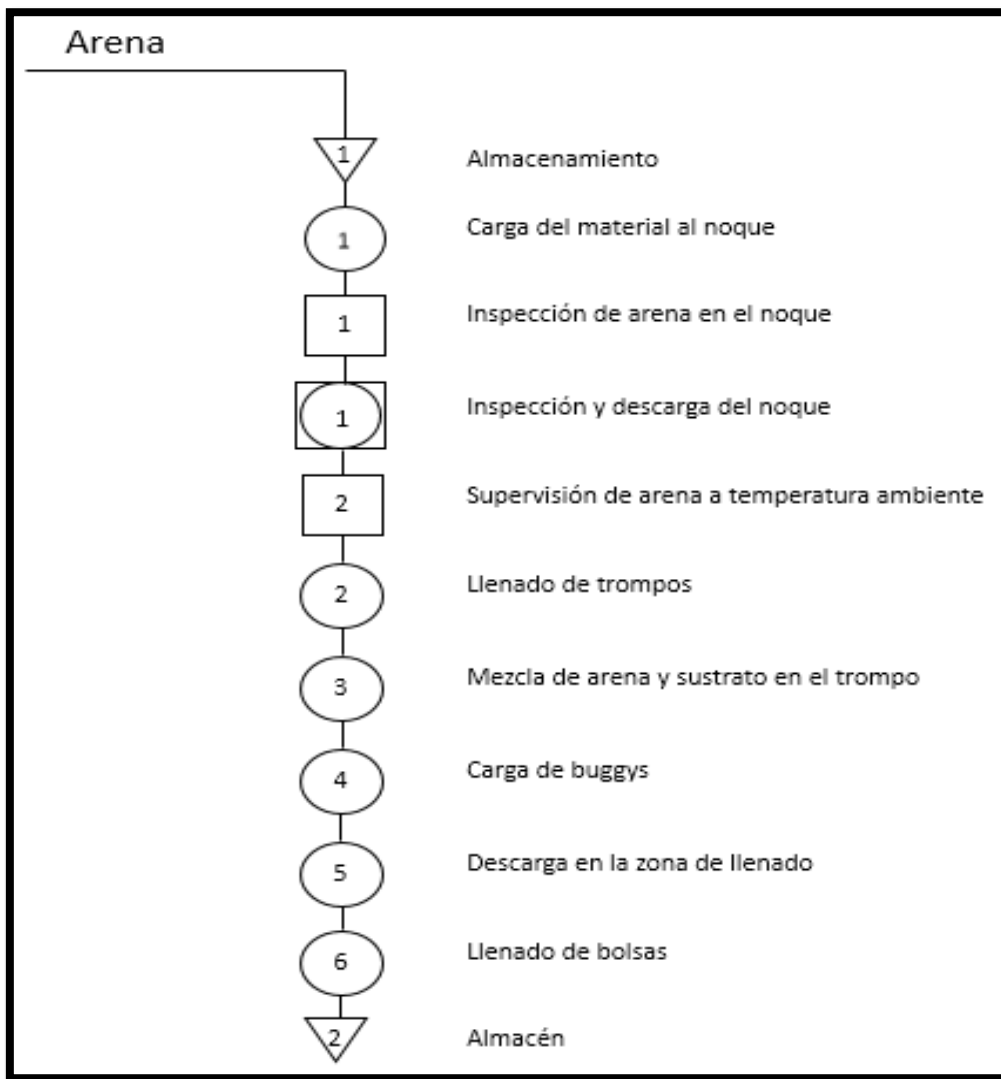 Arena
1 Almacenamiento
1 Carga del material al noque
1 Inspección de arena en el noque
1 Inspección y descarga del noque
2 Supervisión de arena a temperatura ambiente
2 Llenado de trompos
3 Mezcla de arena y sustrato en el trompo
4 Carga de buggys
5 Descarga en la zona de llenado
6 Llenado de bolsas
2 Almacén